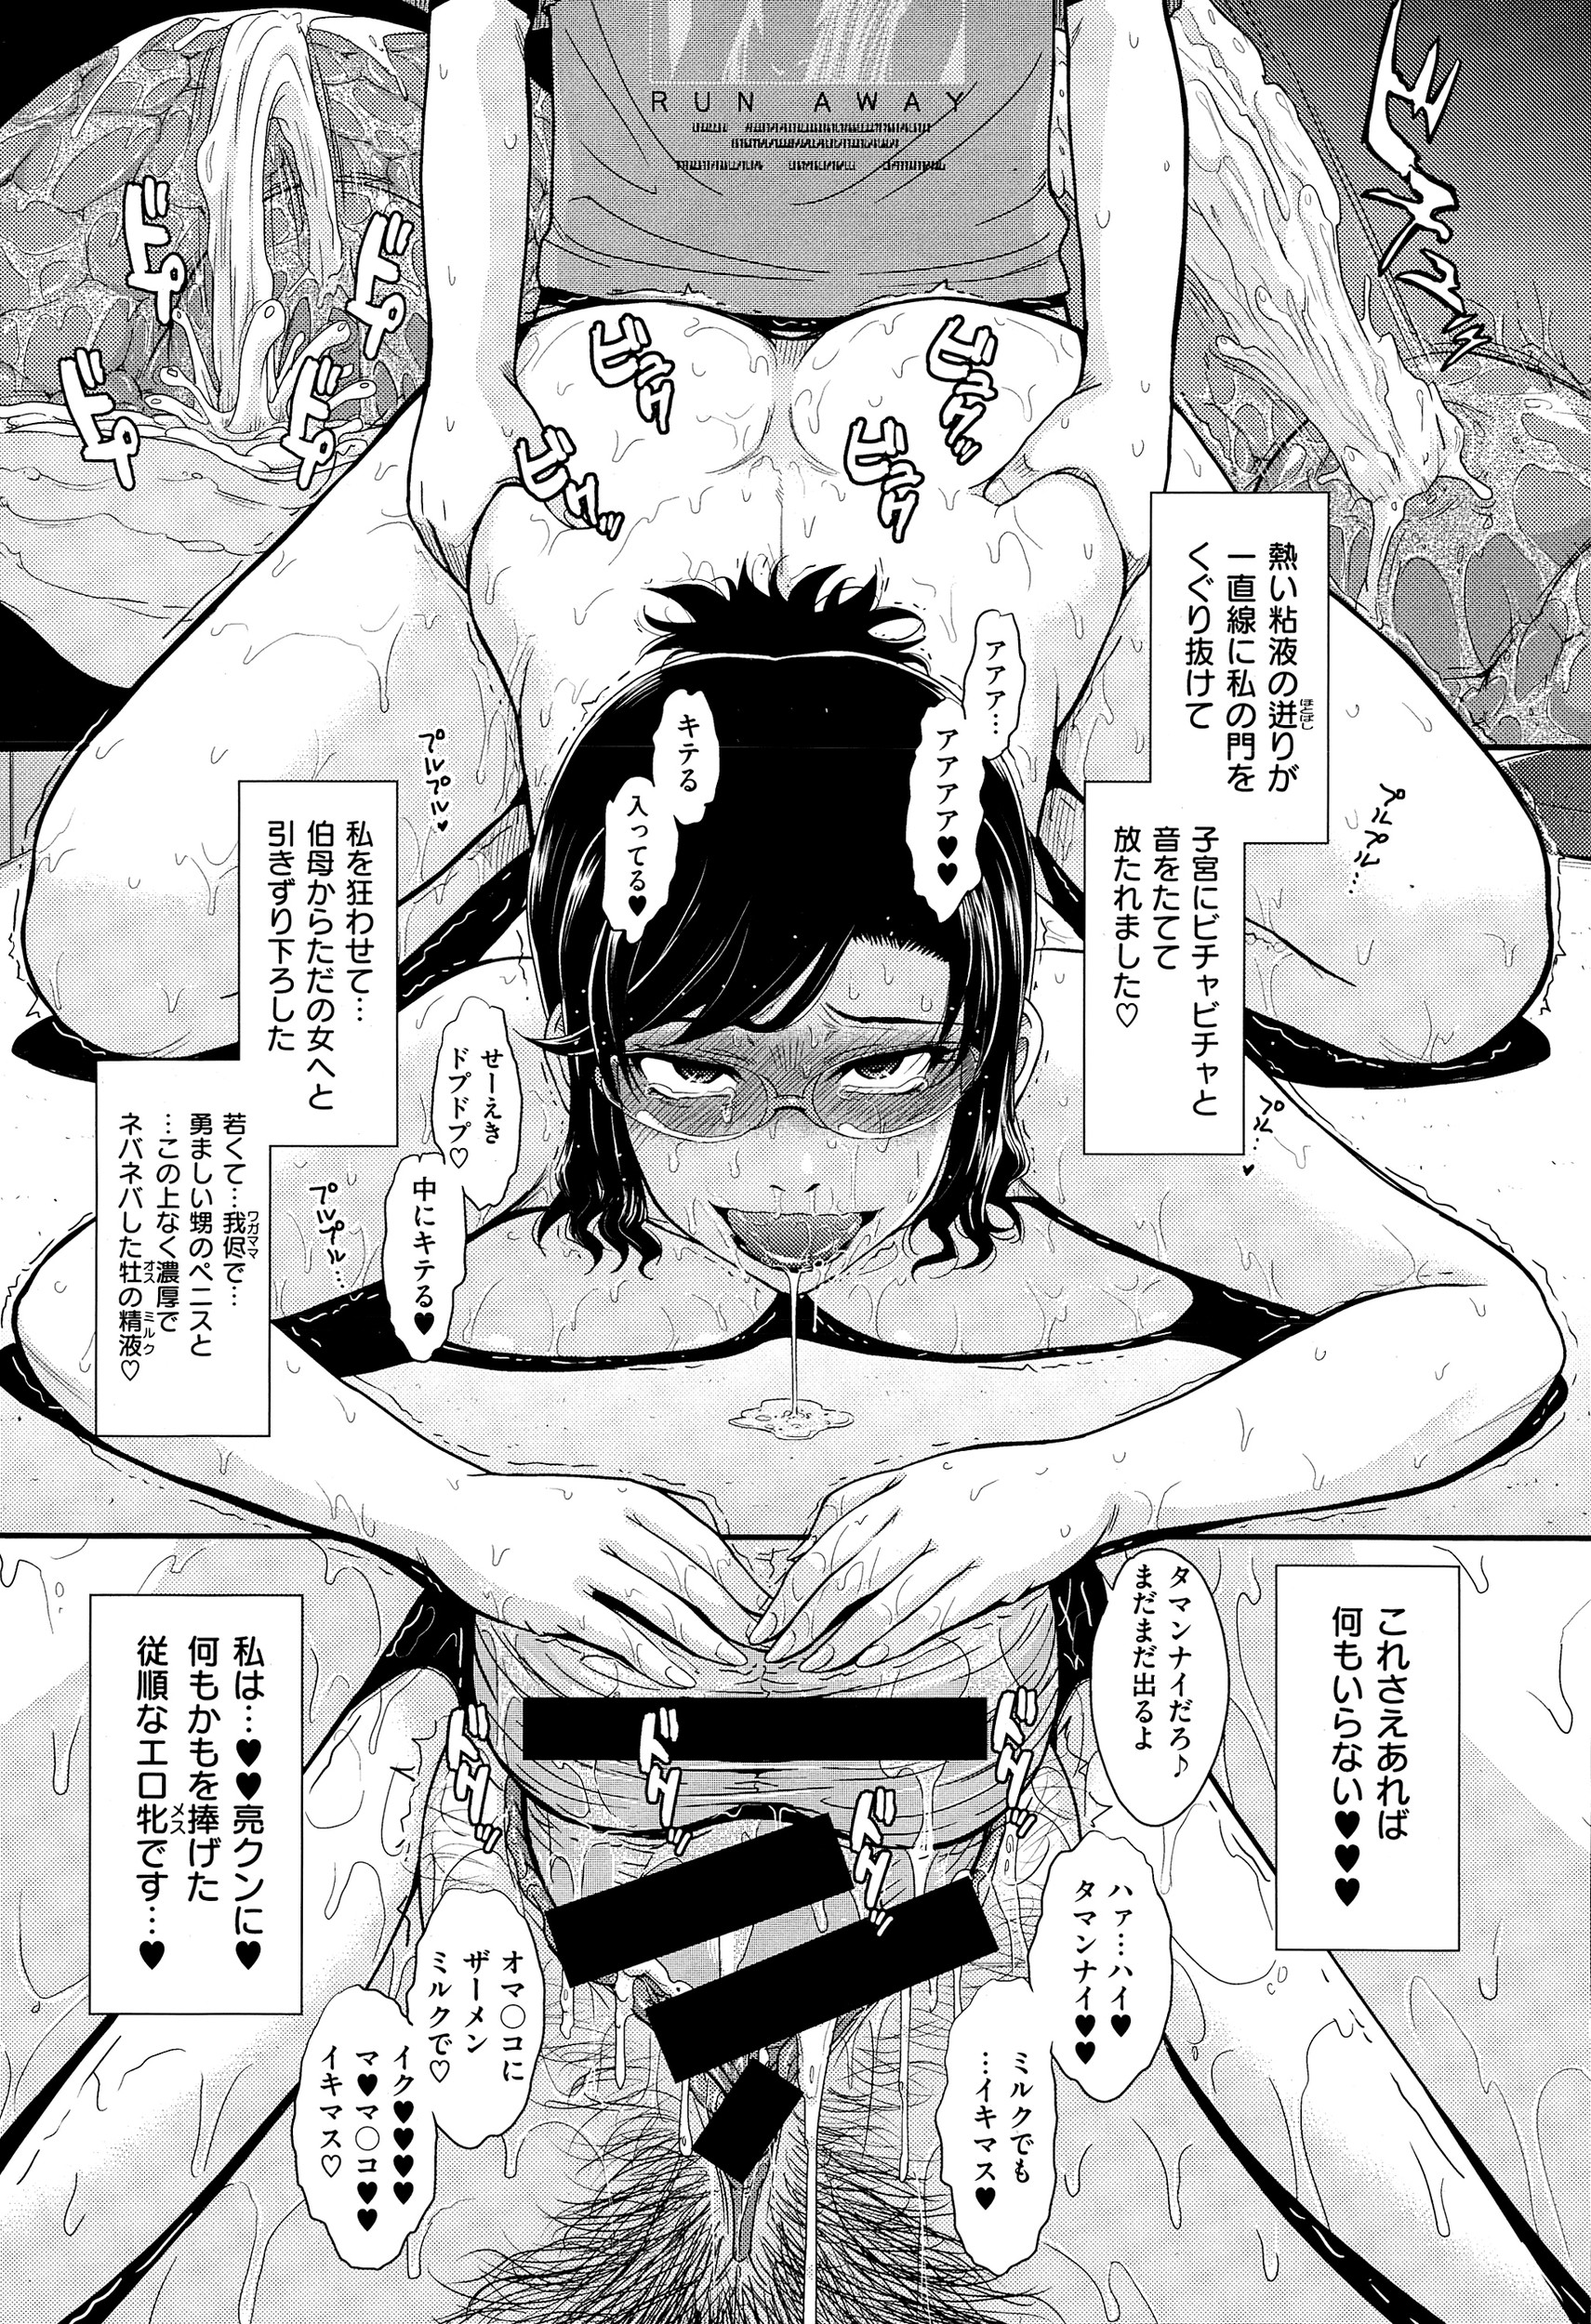 RUN AWAY
ビチュゥゥ
ドプ
ドプ
ドプ
ドプ
ビュク
ビュクッ
ビュク
ビュクッ
熱い粘液の迸りが
一直線に私の門を
くぐり抜けて
子宮にビチャビチャと
音をたてて
放たれました♡
アアア…
アアアア♥♥
キテる
入ってる♥
プルプル♥
プルプル…
プル…♥
プルプル…
私を狂わせて…
伯母からただの女へと
引きずり下ろした
若くて…我侭で…
勇ましい甥のペニスと
…この上なく濃厚で
ネバネバした牡の精液♡
せーえき
ドプドプ♡
中にキテる♥
タマンナイだろ♪
まだまだ出るよ
これさえあれば
何もいらない♥♥♥
ドプッ
ドプッ
ドプッ
ドプッ
ハァ…ハイ♥
タマンナイ♥♥
ミルクでも
…イキマス♥
私は…♥♥亮クンに♥
何もかもを捧げた
従順なエロ牝です…♥
オマ○コに
ザーメン
ミルクで♡
イク♥♥♥♥
マ♥マ○コ♥♥
イキマス♡